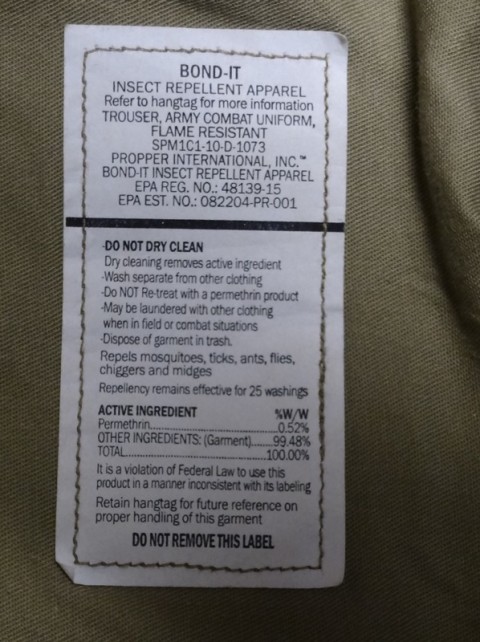 BOND-IT
INSECT REPELLENT APPAREL
Refer to hangtag for more information
TROUSER, ARMY COMBAT UNIFORM,
FLAME RESISTANT
SPM1C1-10-D-1073
PROPPER INTERNATIONAL, INC.™
BOND-IT INSECT REPELLENT APPAREL
EPA REG. NO.: 48139-15
EPA EST. NO.: 082204-PR-001
-DO NOT DRY CLEAN
Dry cleaning removes active ingredient
-Wash separate from other clothing
-Do NOT Re-treat with a permethrin product
-May be laundered with other clothing
when in field or combat situations
-Dispose of garment in trash.
Repels mosquitoes, ticks, ants, flies,
chiggers and midges
Repellency remains effective for 25 washings
ACTIVE INGREDIENT %W/W
Permethrin..........................0.52%
OTHER INGREDIENTS: (Garment)......99.48%
TOTAL................................100.00%
It is a violation of Federal Law to use this
product in a manner inconsistent with its labeling
Retain hangtag for future reference on
proper handling of this garment
DO NOT REMOVE THIS LABEL